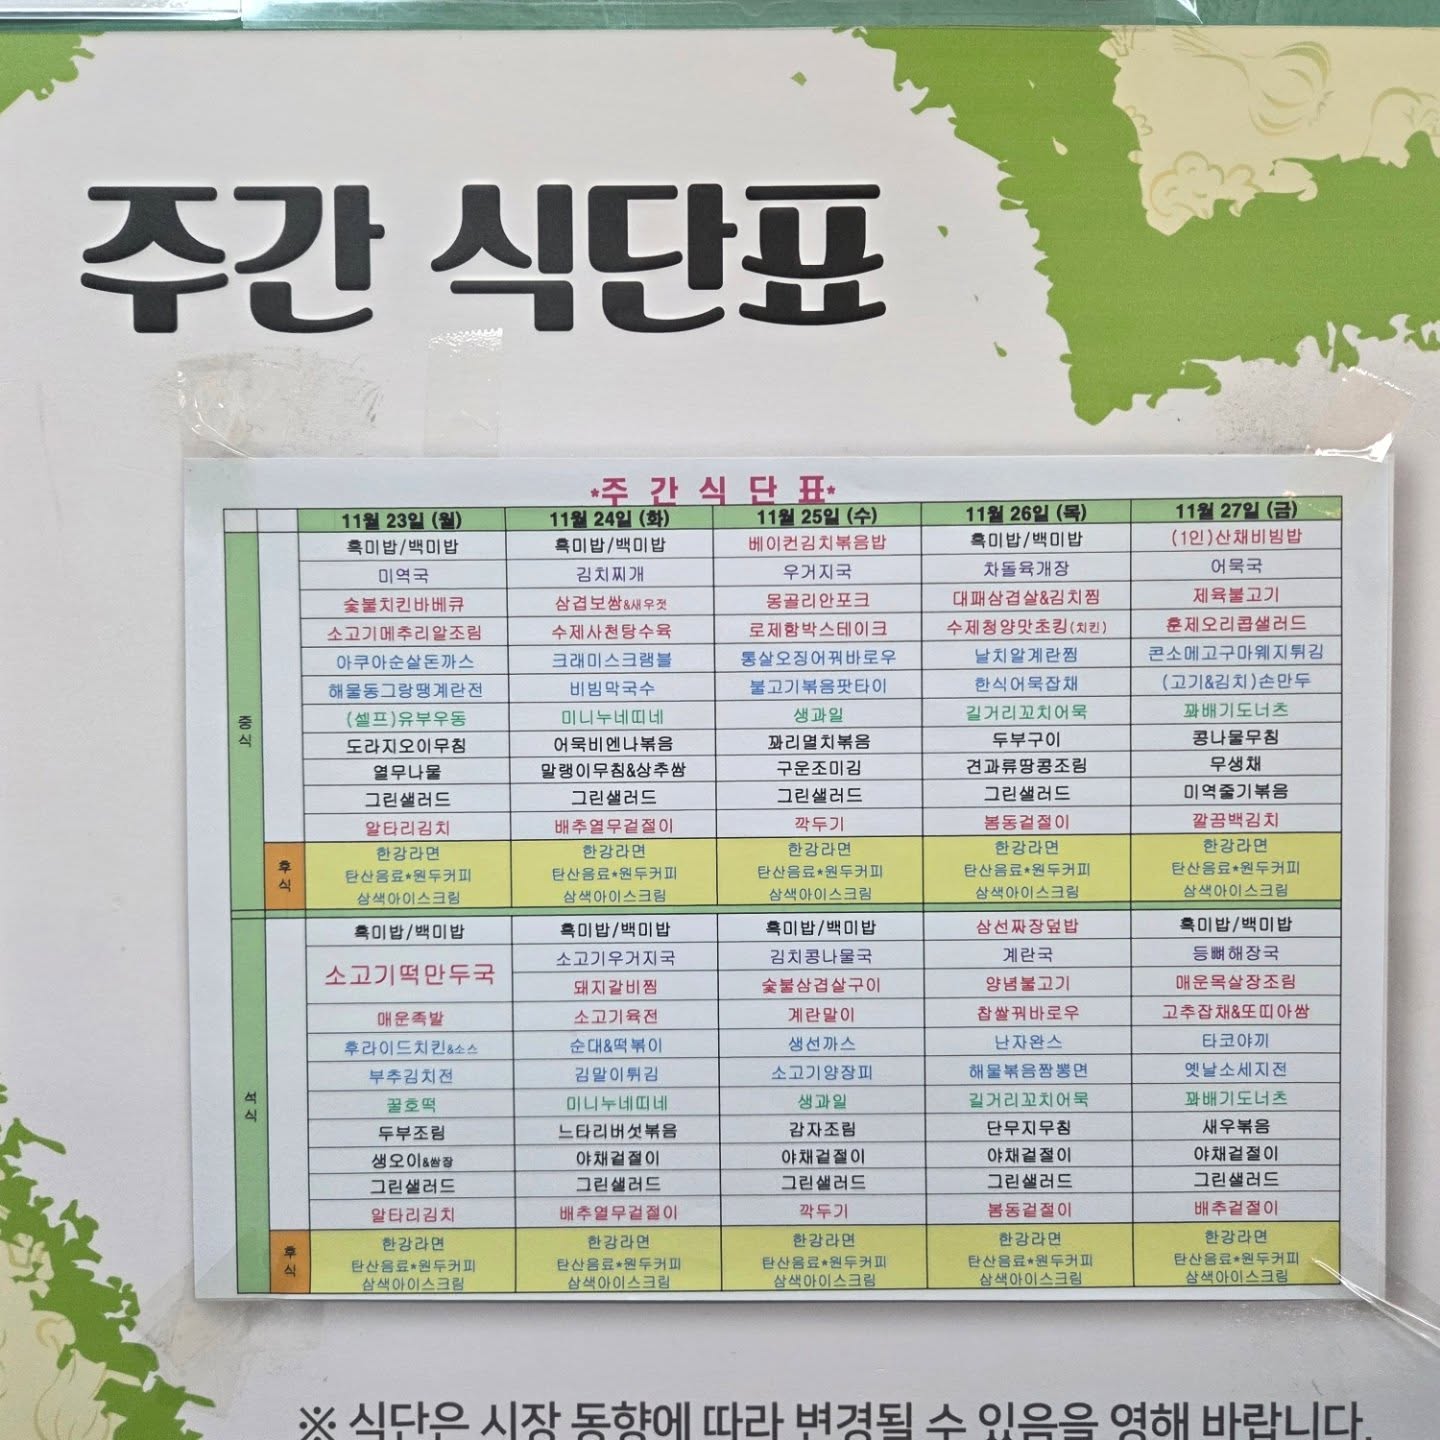 주간 식단표
*주 간 식 단 표*
11월 23일 (월) 11월 24일 (화) 11월 25일 (수) 11월 26일 (목) 11월 27일 (금)
중식
흑미밥/백미밥 흑미밥/백미밥 베이컨김치볶음밥 흑미밥/백미밥 (1인)산채비빔밥
미역국 김치찌개 우거지국 차돌육개장 어묵국
숯불치킨바베큐 삼겹보쌈&새우젓 몽골리안포크 대패삼겹살&김치찜 제육불고기
소고기메추리알조림 수제사천탕수육 로제함박스테이크 수제청양맛초킹(치킨) 훈제오리콥샐러드
아쿠아순살돈까스 크래미스크램블 통살오징어꿔바로우 날치알계란찜 콘소메고구마웨지튀김
해물동그랑땡계란전 비빔막국수 불고기볶음팟타이 한식어묵잡채 (고기&김치)손만두
(셀프)유부우동 미니누네띠네 생과일 길거리꼬치어묵 꽈배기도너츠
도라지오이무침 어묵비엔나볶음 꽈리멸치볶음 두부구이 콩나물무침
열무나물 말랭이무침&상추쌈 구운조미김 견과류땅콩조림 무생채
그린샐러드 그린샐러드 그린샐러드 그린샐러드 미역줄기볶음
알타리김치 배추열무겉절이 깍두기 봄동겉절이 깔끔백김치
후식
한강라면 한강라면 한강라면 한강라면 한강라면
탄산음료*원두커피 탄산음료*원두커피 탄산음료*원두커피 탄산음료*원두커피 탄산음료*원두커피
삼색아이스크림 삼색아이스크림 삼색아이스크림 삼색아이스크림 삼색아이스크림
석식
흑미밥/백미밥 흑미밥/백미밥 흑미밥/백미밥 삼선짜장덮밥 흑미밥/백미밥
소고기떡만두국 소고기우거지국 김치콩나물국 계란국 등뼈해장국
돼지갈비찜 숯불삼겹살구이 양념불고기 매운목살장조림
매운족발 소고기육전 계란말이 찹쌀꿔바로우 고추잡채&또띠아쌈
후라이드치킨&소스 순대&떡볶이 생선까스 난자완스 타코야끼
부추김치전 김말이튀김 소고기양장피 해물볶음짬뽕면 옛날소세지전
꿀호떡 미니누네띠네 생과일 길거리꼬치어묵 꽈배기도너츠
두부조림 느타리버섯볶음 감자조림 단무지무침 새우볶음
생오이&쌈장 야채겉절이 야채겉절이 야채겉절이 야채겉절이
그린샐러드 그린샐러드 그린샐러드 그린샐러드 그린샐러드
알타리김치 배추열무겉절이 깍두기 봄동겉절이 배추겉절이
후식
한강라면 한강라면 한강라면 한강라면 한강라면
탄산음료*원두커피 탄산음료*원두커피 탄산음료*원두커피 탄산음료*원두커피 탄산음료*원두커피
삼색아이스크림 삼색아이스크림 삼색아이스크림 삼색아이스크림 삼색아이스크림
※ 식단은 시장 동향에 따라 변경될 수 있음을 영해 바랍니다.